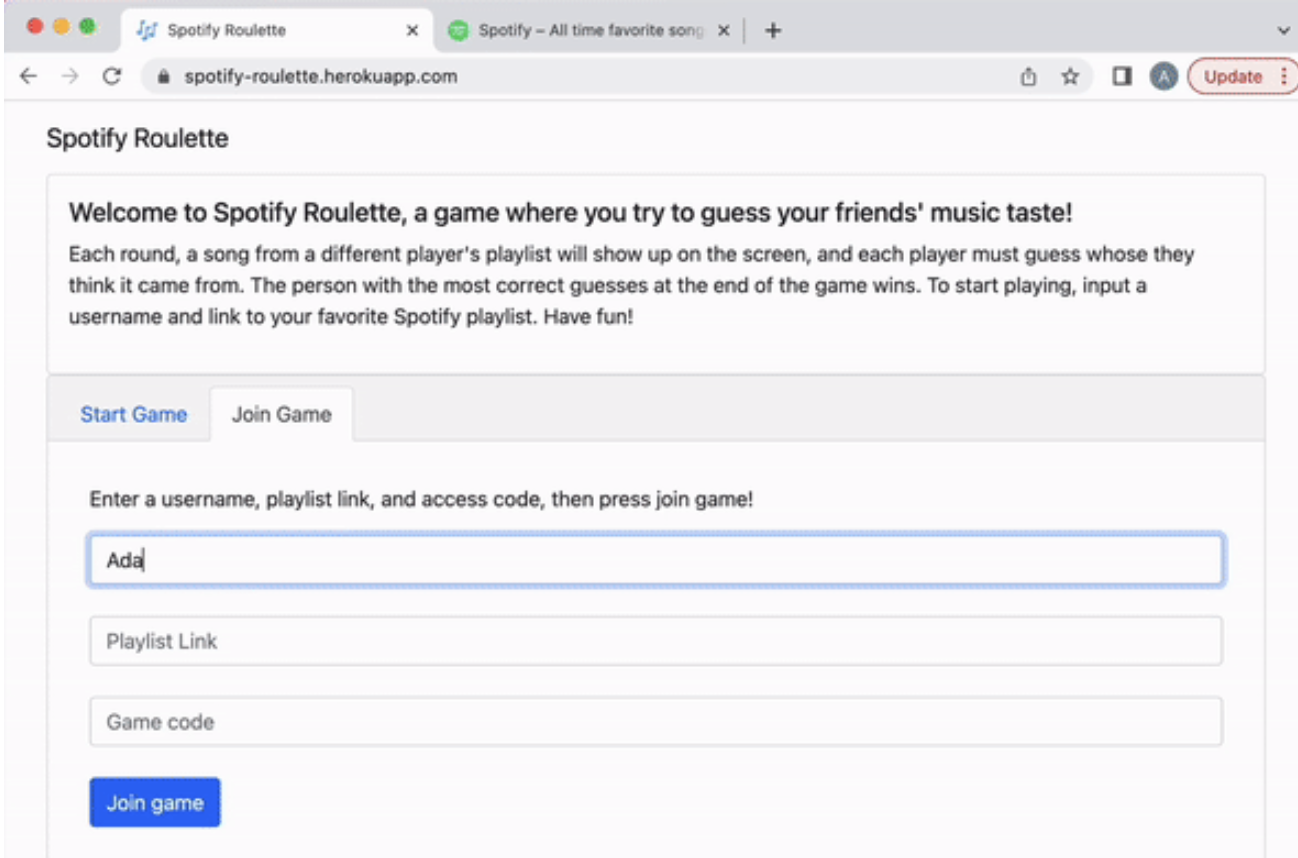 Spotify Roulette
Spotify – All time favorite song
spotify-roulette.herokuapp.com
A
Update
Spotify Roulette
Welcome to Spotify Roulette, a game where you try to guess your friends' music taste!
Each round, a song from a different player's playlist will show up on the screen, and each player must guess whose they
think it came from. The person with the most correct guesses at the end of the game wins. To start playing, input a
username and link to your favorite Spotify playlist. Have fun!
Start Game
Join Game
Enter a username, playlist link, and access code, then press join game!
Ada
Playlist Link
Game code
Join game